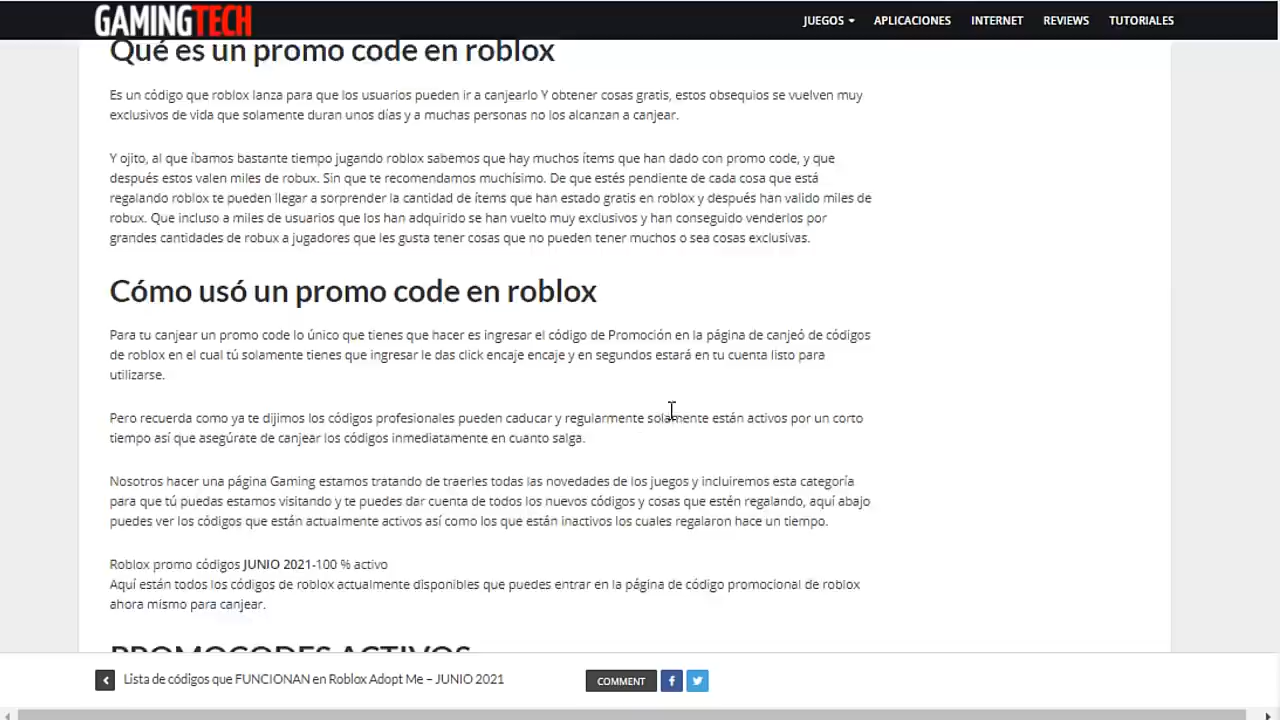 GAMINGTECH
JUEGOS APLICACIONES INTERNET REVIEWS TUTORIALES
Qué es un promo code en roblox
Es un código que roblox lanza para que los usuarios pueden ir a canjearlo Y obtener cosas gratis, estos obsequios se vuelven muy
exclusivos de vida que solamente duran unos días y a muchas personas no los alcanzan a canjear.
Y ojito, al que íbamos bastante tiempo jugando roblox sabemos que hay muchos ítems que han dado con promo code, y que
después estos valen miles de robux. Sin que te recomendamos muchísimo. De que estés pendiente de cada cosa que está
regalando roblox te pueden llegar a sorprender la cantidad de ítems que han estado gratis en roblox y después han valido miles de
robux. Que incluso a miles de usuarios que los han adquirido se han vuelto muy exclusivos y han conseguido venderlos por
grandes cantidades de robux a jugadores que les gusta tener cosas que no pueden tener muchos o sea cosas exclusivas.
Cómo usó un promo code en roblox
Para tu canjear un promo code lo único que tienes que hacer es ingresar el código de Promoción en la página de canjeó de códigos
de roblox en el cual tú solamente tienes que ingresar le das click encaje encaje y en segundos estará en tu cuenta listo para
utilizarse.
Pero recuerda como ya te dijimos los códigos profesionales pueden caducar y regularmente solamente están activos por un corto
tiempo así que asegúrate de canjear los códigos inmediatamente en cuanto salga.
Nosotros hacer una página Gaming estamos tratando de traerles todas las novedades de los juegos y incluiremos esta categoría
para que tú puedas estamos visitando y te puedes dar cuenta de todos los nuevos códigos y cosas que estén regalando, aquí abajo
puedes ver los códigos que están actualmente activos así como los que están inactivos los cuales regalaron hace un tiempo.
Roblox promo códigos JUNIO 2021-100 % activo
Aquí están todos los códigos de roblox actualmente disponibles que puedes entrar en la página de código promocional de roblox
ahora mismo para canjear.
PROMOCODES ACTIVOS
Lista de códigos que FUNCIONAN en Roblox Adopt Me – JUNIO 2021
COMMENT